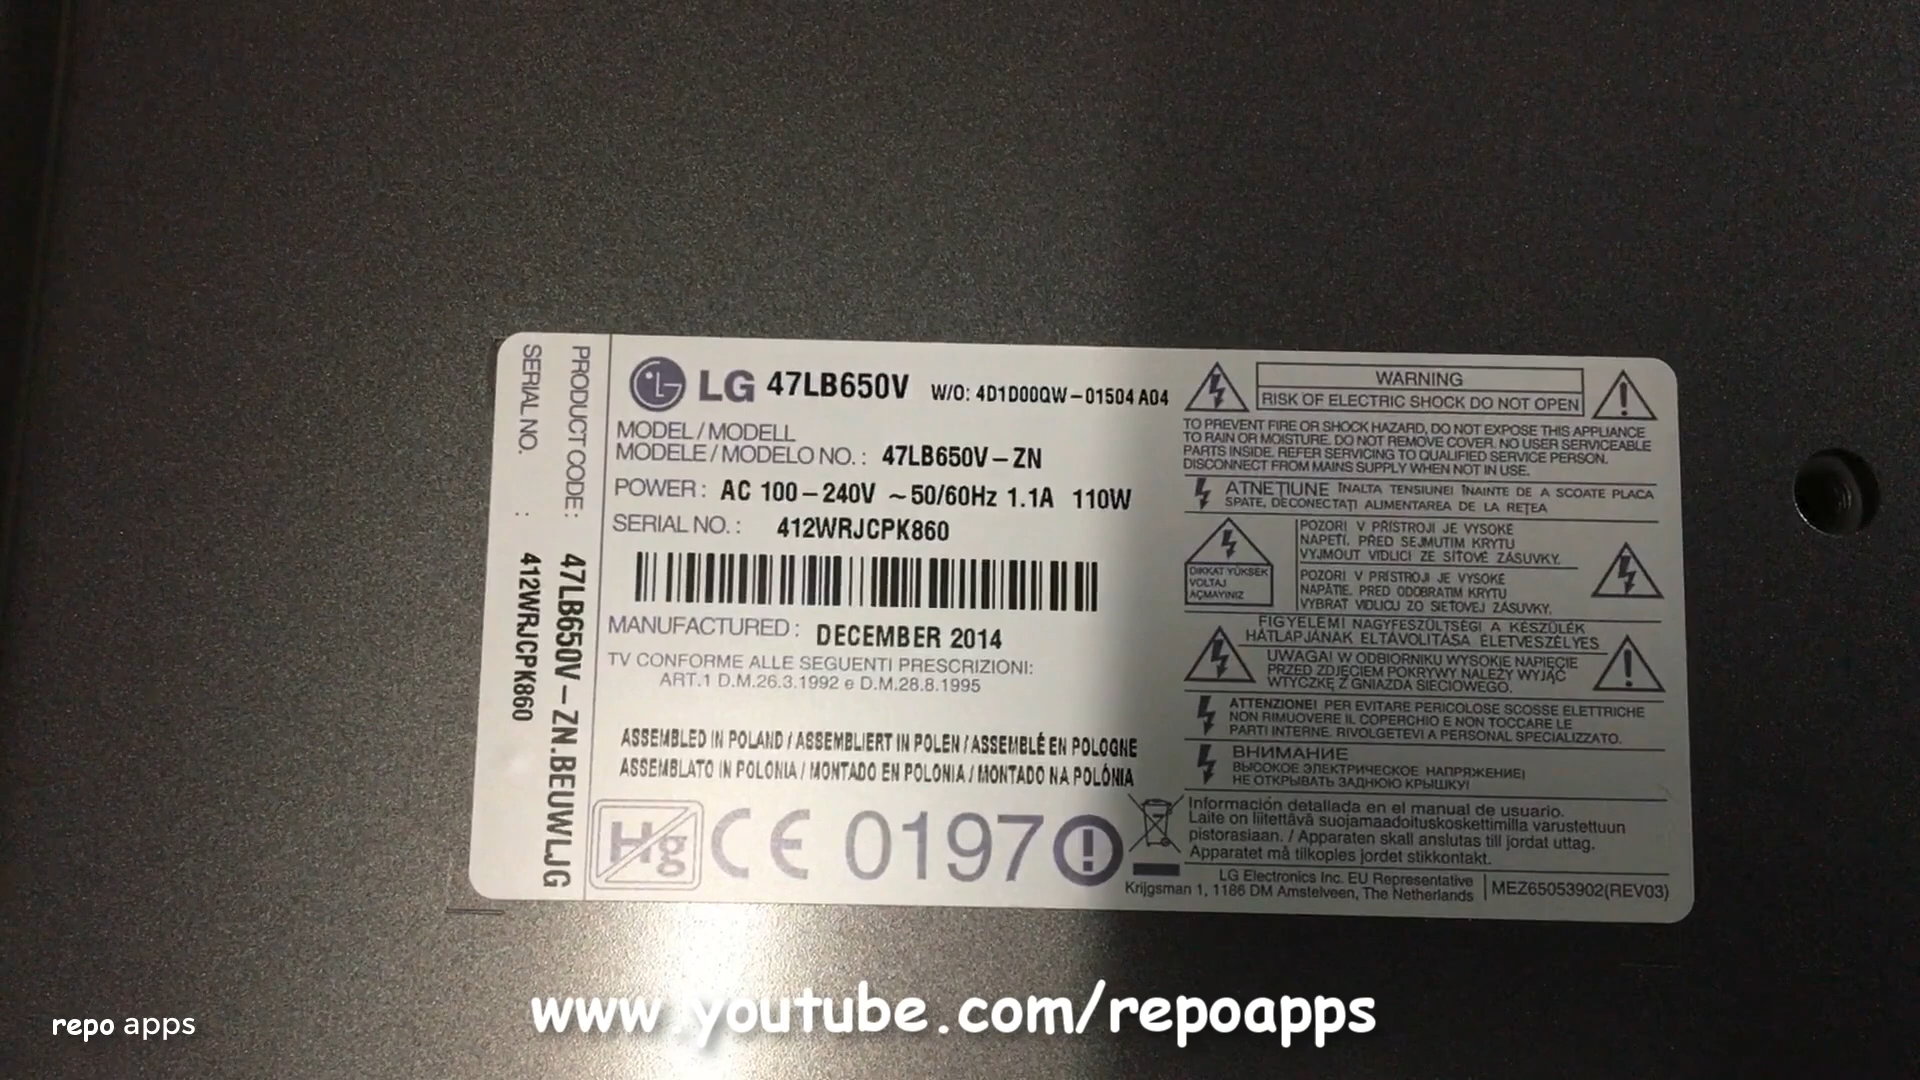 LG 47LB650V W/O: 4D1D00QW-01504 A04
MODEL / MODELL
MODELE / MODELO NO. : 47LB650V-ZN
POWER : AC 100-240V ~50/60Hz 1.1A 110W
SERIAL NO. : 412WRJCPK860
MANUFACTURED : DECEMBER 2014
TV CONFORME ALLE SEGUENTI PRESCRIZIONI:
ART.1 D.M.26.3.1992 e D.M.28.8.1995
ASSEMBLED IN POLAND / ASSEMBLIERT IN POLEN / ASSEMBLÉ EN POLOGNE
ASSEMBLATO IN POLONIA / MONTADO EN POLONIA / MONTADO NA POLÓNIA
Hg CE 0197
PRODUCT CODE : 47LB650V-ZN.BEUWLJG
SERIAL NO. : 412WRJCPK860
WARNING
RISK OF ELECTRIC SHOCK DO NOT OPEN
TO PREVENT FIRE OR SHOCK HAZARD, DO NOT EXPOSE THIS APPLIANCE
TO RAIN OR MOISTURE. DO NOT REMOVE COVER. NO USER SERVICEABLE
PARTS INSIDE. REFER SERVICING TO QUALIFIED SERVICE PERSON.
DISCONNECT FROM MAINS SUPPLY WHEN NOT IN USE.
ATNEŢIUNE ÎNALTA TENSIUNE! ÎNAINTE DE A SCOATE PLACA
SPATE, DECONECTAŢI ALIMENTAREA DE LA REŢEA
DIKKAT YÜKSEK
VOLTAJ
AÇMAYINIZ
POZOR! V PŘÍSTROJI JE VYSOKÉ
NAPĚTÍ. PŘED SEJMUTÍM KRYTU
VYJMOUT VIDLICI ZE SÍŤOVÉ ZÁSUVKY.
POZOR! V PRÍSTROJI JE VYSOKÉ
NAPÄTIE. PRED ODOBRATÍM KRYTU
VYBRAŤ VIDLICU ZO SIEŤOVEJ ZÁSUVKY.
FIGYELEM! NAGYFESZÜLTSÉG! A KÉSZÜLÉK
HÁTLAPJÁNAK ELTÁVOLITÁSA ÉLETVESZÉLYES
UWAGA! W ODBIORNIKU WYSOKIE NAPIĘCIE
PRZED ZDJĘCIEM POKRYWY NALEŻY WYJĄĆ
WTYCZKĘ Z GNIAZDA SIECIOWEGO.
ATTENZIONE! PER EVITARE PERICOLOSE SCOSSE ELETTRICHE
NON RIMUOVERE IL COPERCHIO E NON TOCCARE LE
PARTI INTERNE. RIVOLGETEVI A PERSONAL SPECIALIZZATO.
ВНИМАНИЕ
ВЫСОКОЕ ЭЛЕКТРИЧЕСКОЕ НАПРЯЖЕНИЕ!
НЕ ОТКРЫВАТЬ ЗАДНЮЮ КРЫШКУ!
Información detallada en el manual de usuario.
Laite on liitettävä suojamaadoituskoskettimilla varustettuun
pistorasiaan. / Apparaten skall anslutas till jordat uttag.
Apparatet må tilkoples jordet stikkontakt.
LG Electronics Inc. EU Representative
Krijgsman 1, 1186 DM Amstelveen, The Netherlands
MEZ65053902(REV03)
www.youtube.com/repoapps
repo apps